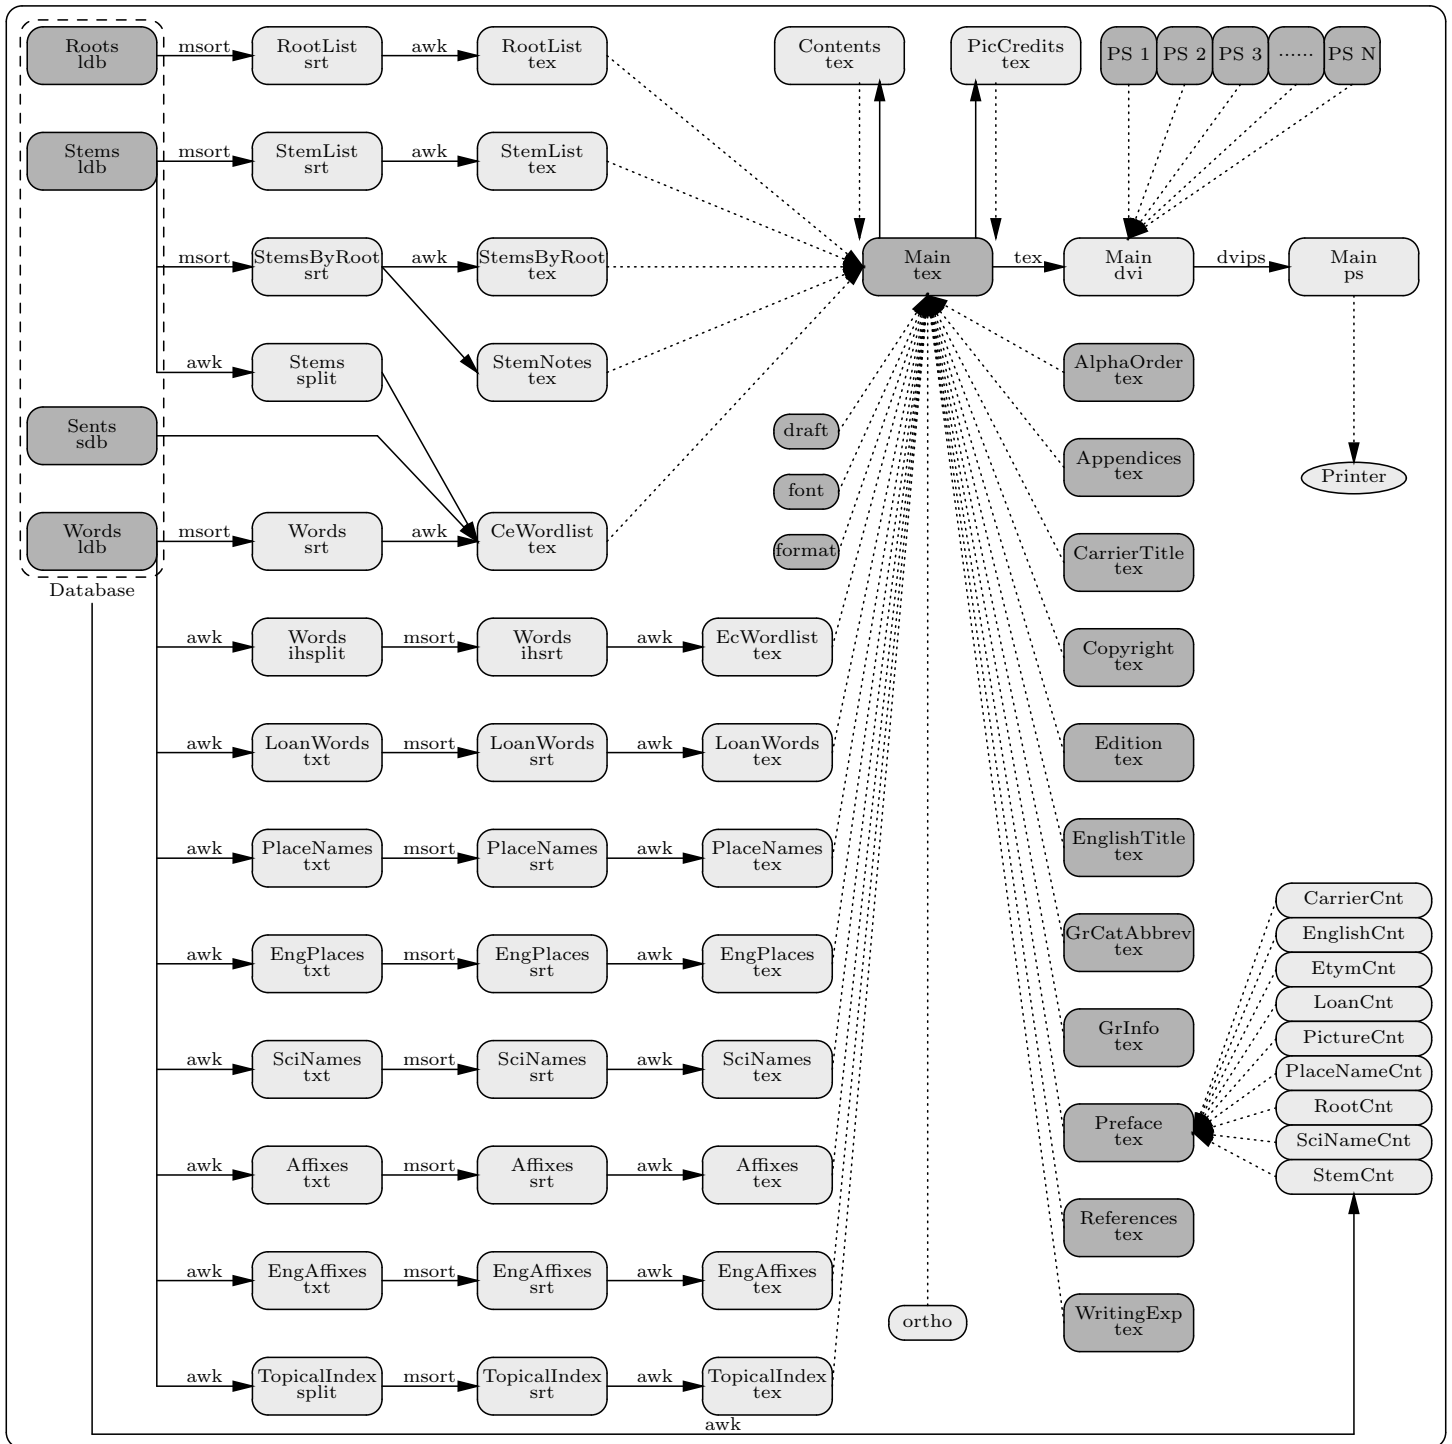 Roots
ldb
msort
RootList
srt
awk
RootList
tex
Contents
tex
PicCredits
tex
PS 1
PS 2
PS 3
......
PS N
Stems
ldb
msort
StemList
srt
awk
StemList
tex
msort
StemsByRoot
srt
awk
StemsByRoot
tex
Main
tex
tex
Main
dvi
dvips
Main
ps
awk
Stems
split
StemNotes
tex
AlphaOrder
tex
Sents
sdb
draft
Appendices
tex
Printer
font
Words
ldb
msort
Words
srt
awk
CeWordlist
tex
format
CarrierTitle
tex
Database
awk
Words
ihsplit
msort
Words
ihsrt
awk
EcWordlist
tex
Copyright
tex
awk
LoanWords
txt
msort
LoanWords
srt
awk
LoanWords
tex
Edition
tex
awk
PlaceNames
txt
msort
PlaceNames
srt
awk
PlaceNames
tex
EnglishTitle
tex
CarrierCnt
EnglishCnt
EtymCnt
LoanCnt
PictureCnt
PlaceNameCnt
RootCnt
SciNameCnt
StemCnt
awk
EngPlaces
txt
msort
EngPlaces
srt
awk
EngPlaces
tex
GrCatAbbrev
tex
awk
SciNames
txt
msort
SciNames
srt
awk
SciNames
tex
GrInfo
tex
awk
Affixes
txt
msort
Affixes
srt
awk
Affixes
tex
Preface
tex
awk
EngAffixes
txt
msort
EngAffixes
srt
awk
EngAffixes
tex
References
tex
ortho
WritingExp
tex
awk
TopicalIndex
split
msort
TopicalIndex
srt
awk
TopicalIndex
tex
awk